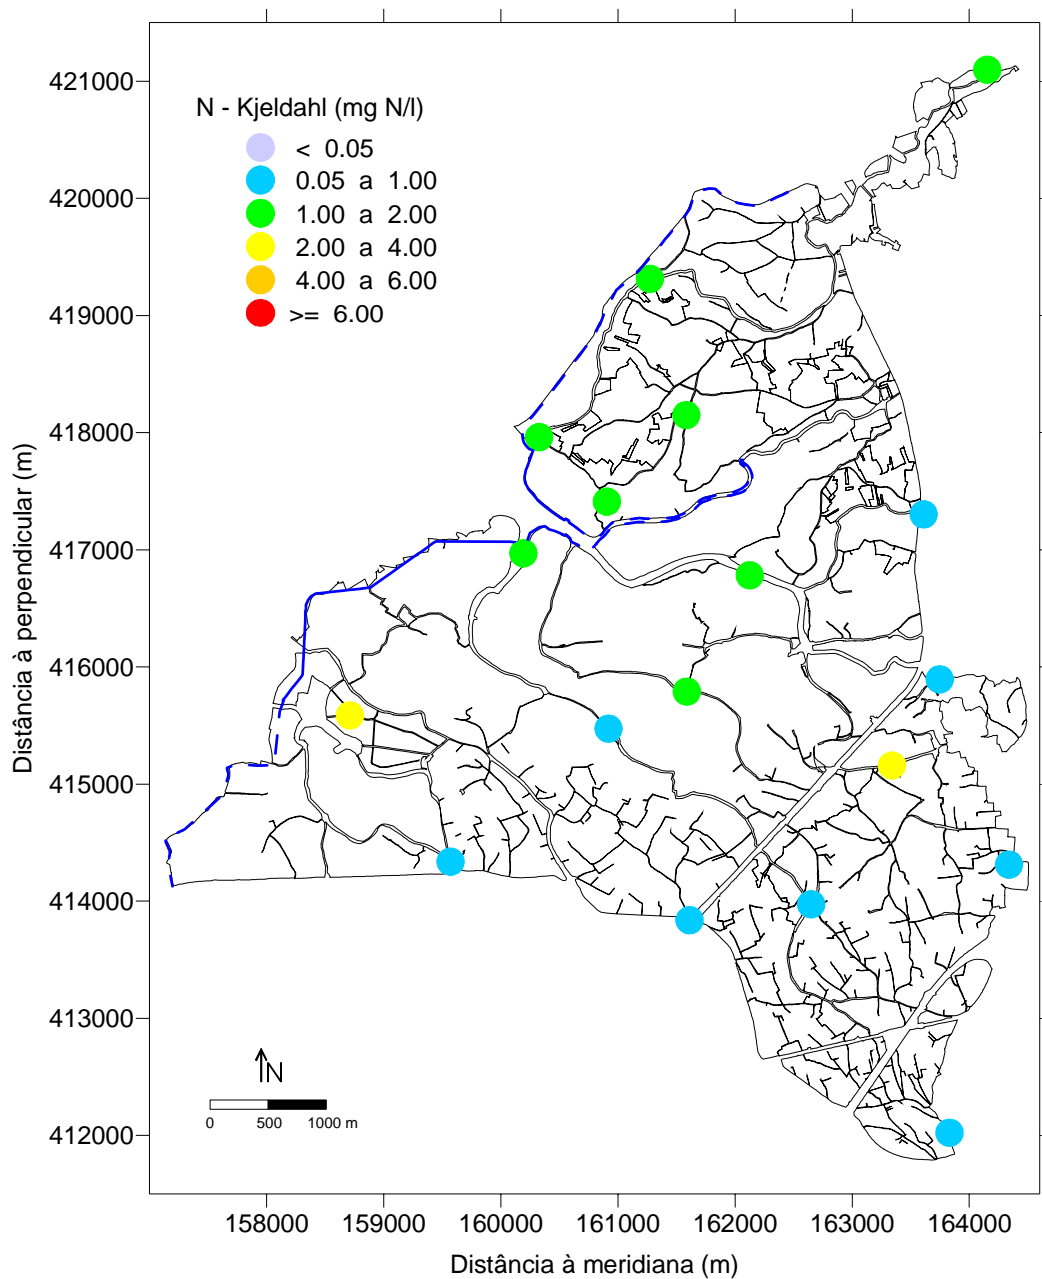 421000
420000
419000
418000
417000
416000
415000
414000
413000
412000
Distância à perpendicular (m)
N - Kjeldahl (mg N/l)
< 0.05
0.05 a 1.00
1.00 a 2.00
2.00 a 4.00
4.00 a 6.00
>= 6.00
N
0 500 1000 m
158000 159000 160000 161000 162000 163000 164000
Distância à meridiana (m)